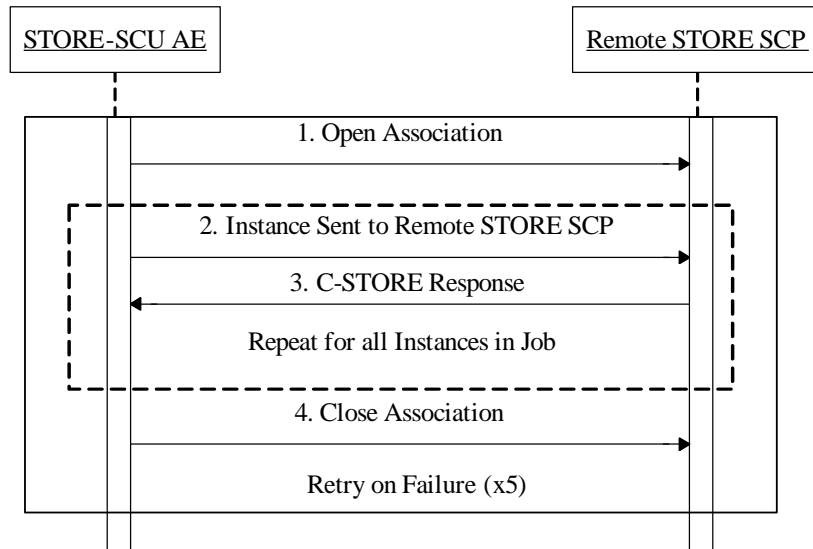 STORE-SCU AE
Remote STORE SCP
1. Open Association
2. Instance Sent to Remote STORE SCP
3. C-STORE Response
Repeat for all Instances in Job
4. Close Association
Retry on Failure (x5)